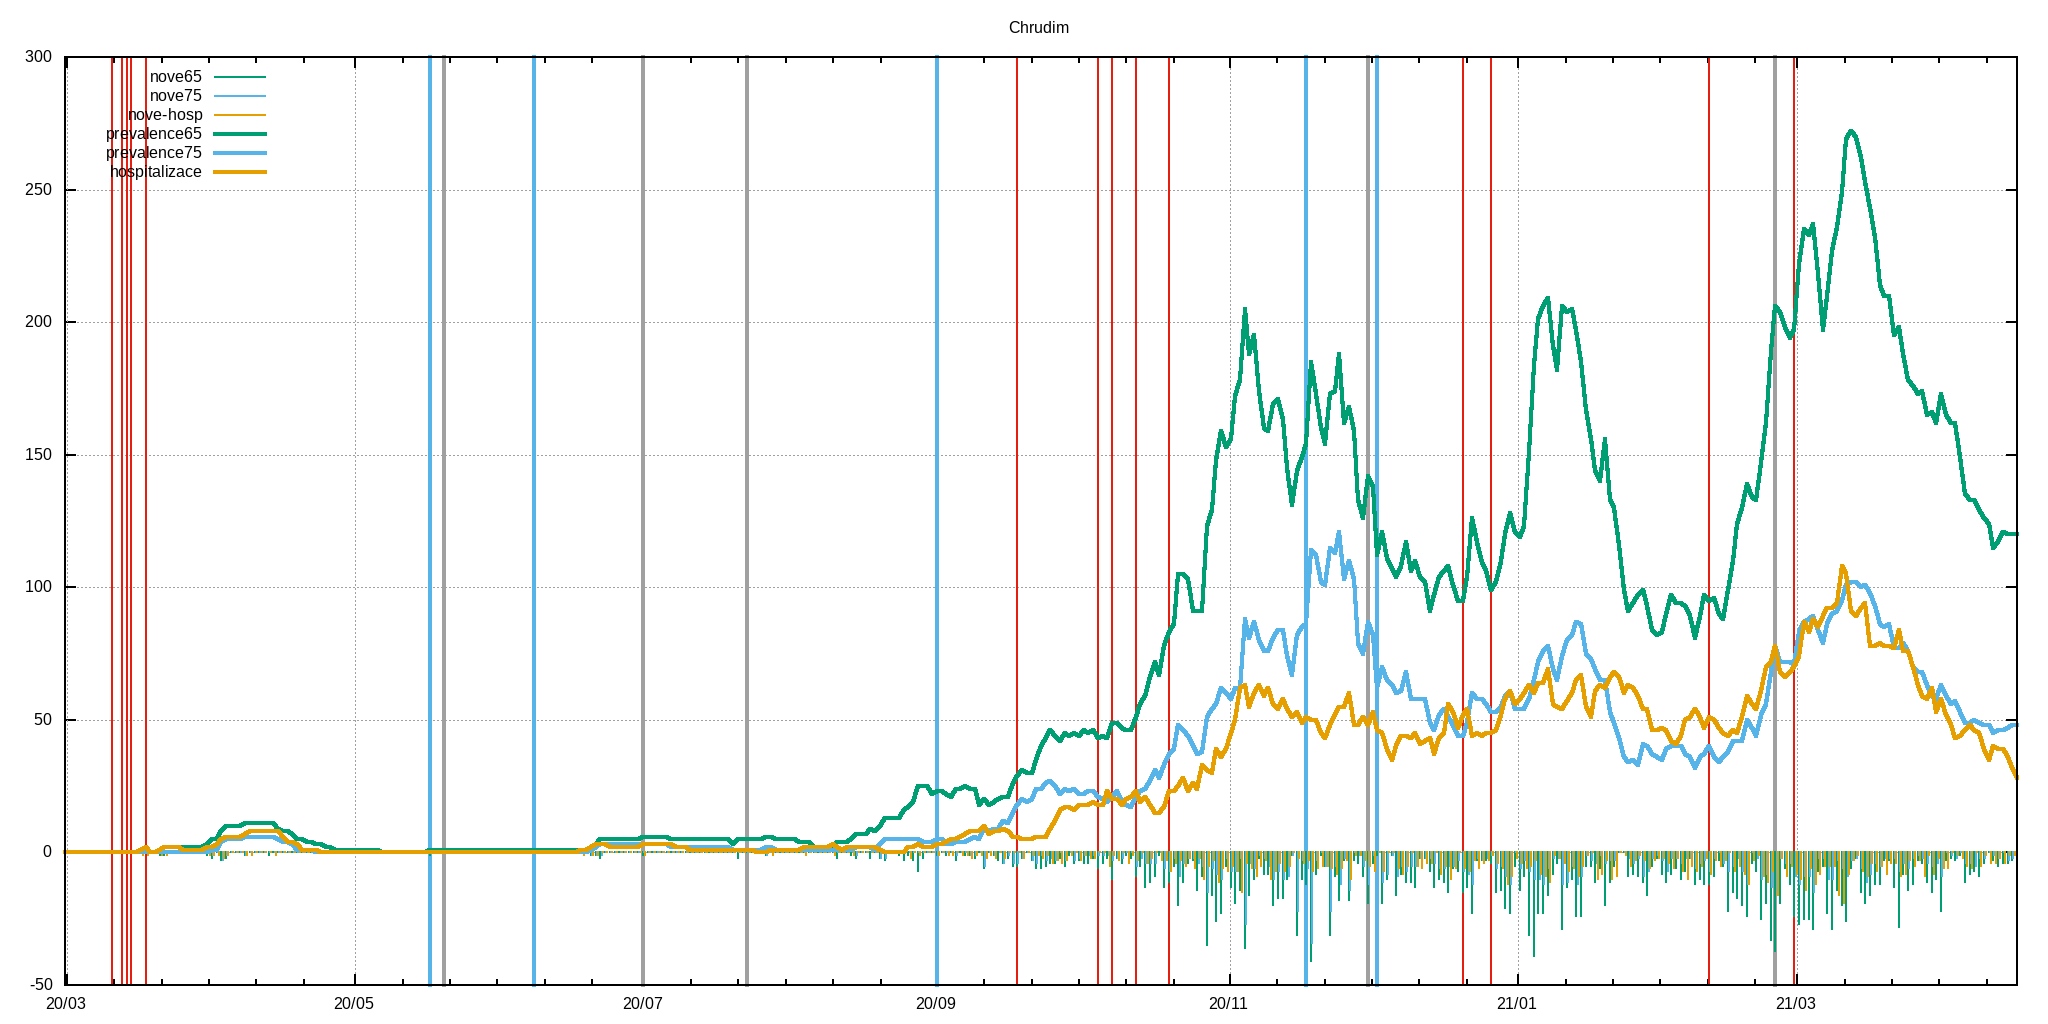 Chrudim
300
250
200
150
100
50
0
-50
nove65
nove75
nove-hosp
prevalence65
prevalence75
hospitalizace
20/03 20/05 20/07 20/09 20/11 21/01 21/03